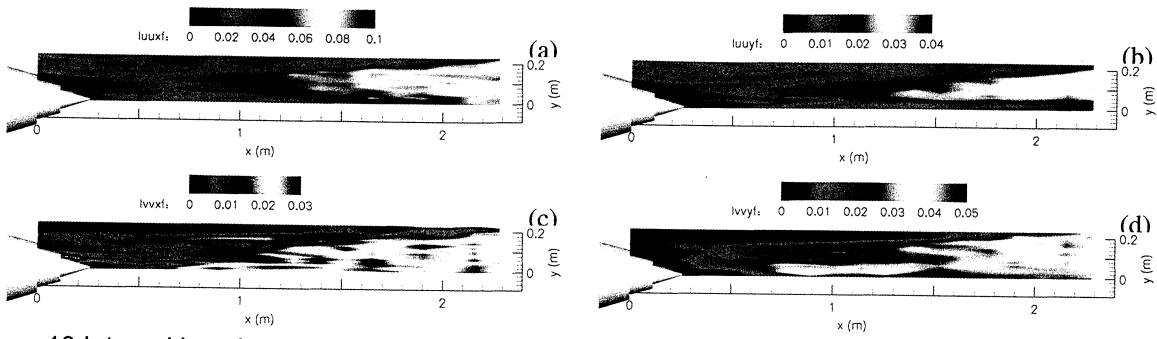 luuxf: 0 0.02 0.04 0.06 0.08 0.1
(a)
0.2
0
y (m)
0 1 2
x (m)
luuyf: 0 0.01 0.02 0.03 0.04
(b)
0.2
0
y (m)
0 1 2
x (m)
lvvxf: 0 0.01 0.02 0.03
(c)
0.2
0
y (m)
0 1 2
x (m)
lvvyf: 0 0.01 0.02 0.03 0.04 0.05
(d)
0.2
0
y (m)
0 1 2
x (m)